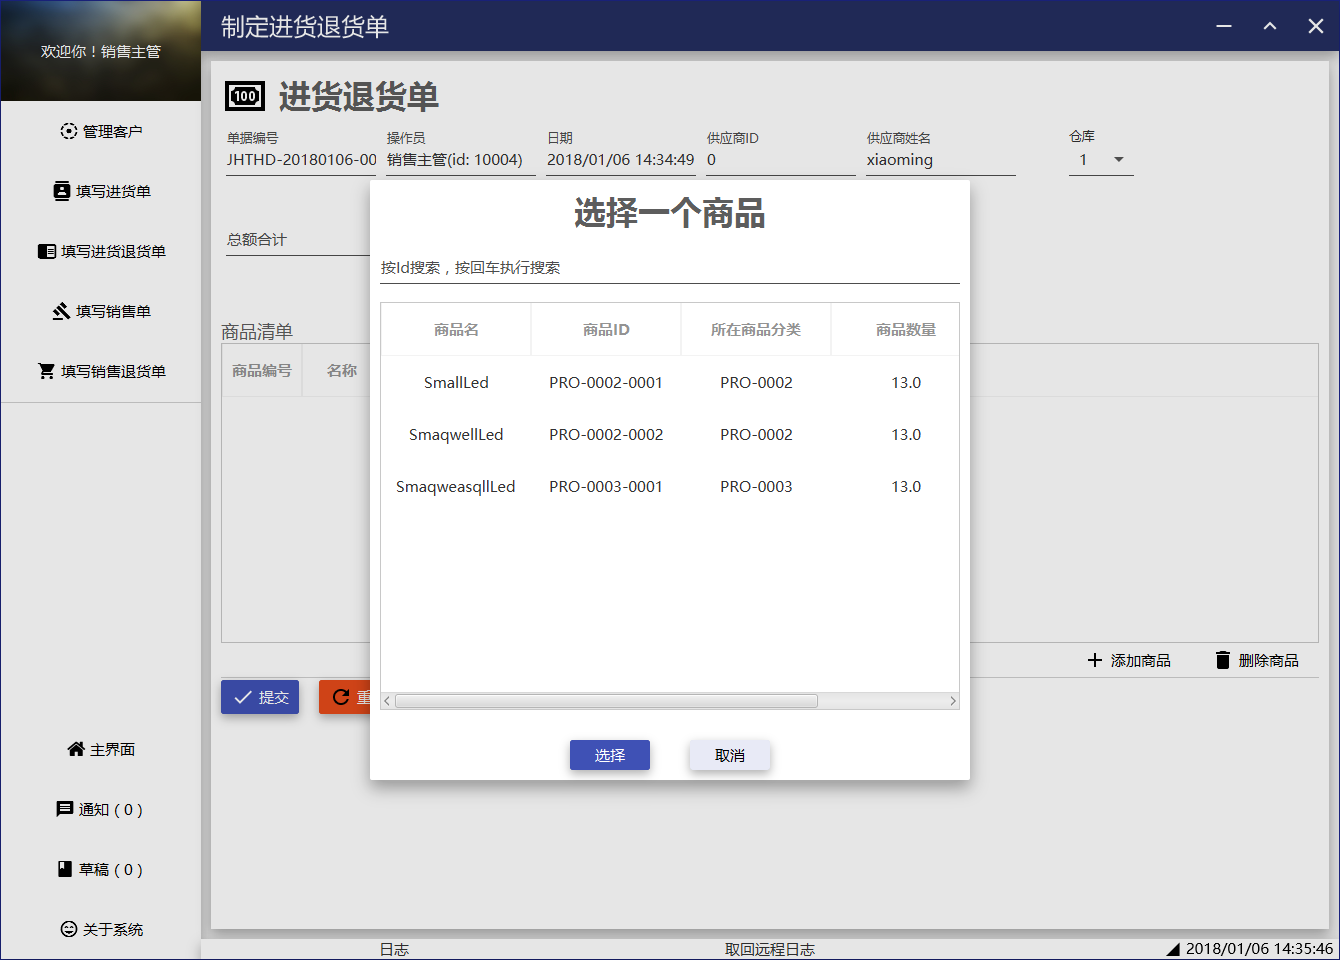 欢迎你！销售主管
制定进货退货单
管理客户
填写进货单
填写进货退货单
填写销售单
填写销售退货单
主界面
通知 ( 0 )
草稿 ( 0 )
关于系统
100 进货退货单
单据编号 操作员 日期 供应商ID 供应商姓名 仓库
JHTHD-20180106-00 销售主管(id: 10004) 2018/01/06 14:34:49 0 xiaoming 1
总额合计
商品清单
商品编号 名称
添加商品 删除商品
提交 重
选择一个商品
按Id搜索，按回车执行搜索
商品名 商品ID 所在商品分类 商品数量
SmallLed PRO-0002-0001 PRO-0002 13.0
SmaqwellLed PRO-0002-0002 PRO-0002 13.0
SmaqweasqllLed PRO-0003-0001 PRO-0003 13.0
选择 取消
日志 取回远程日志 2018/01/06 14:35:46